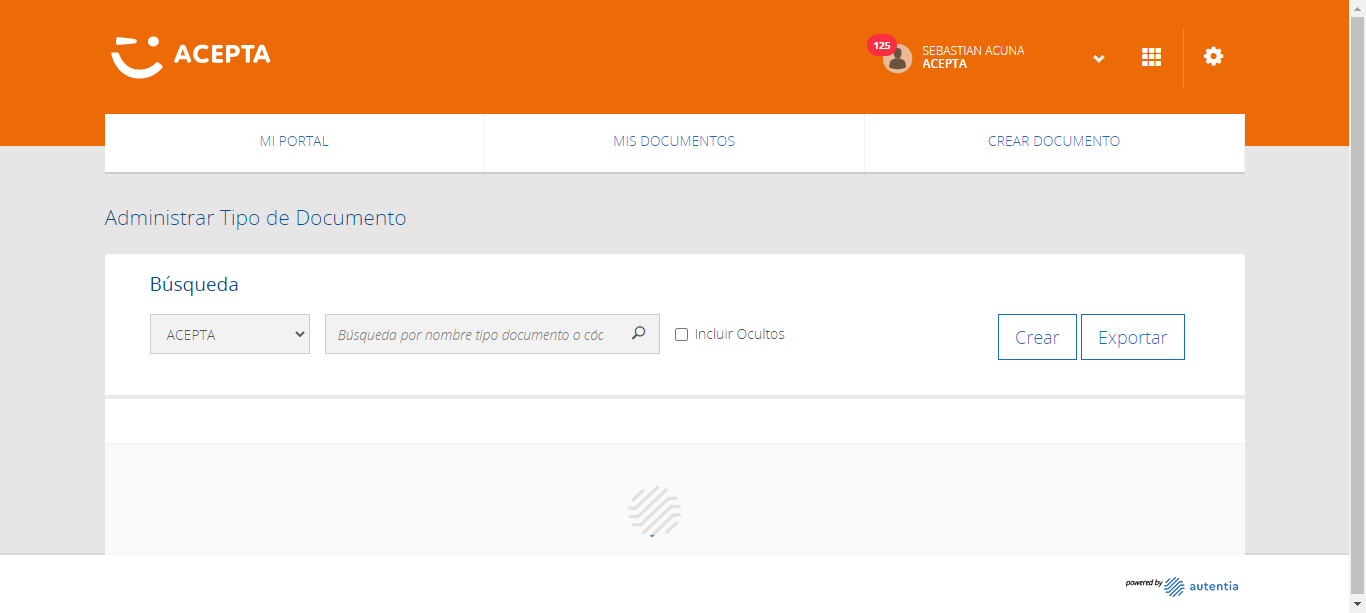 ACEPTA
125
SEBASTIAN ACUNA
ACEPTA
MI PORTAL
MIS DOCUMENTOS
CREAR DOCUMENTO
Administrar Tipo de Documento
Búsqueda
ACEPTA
Búsqueda por nombre tipo documento o cóc
Incluir Ocultos
Crear
Exportar
powered by
autentia